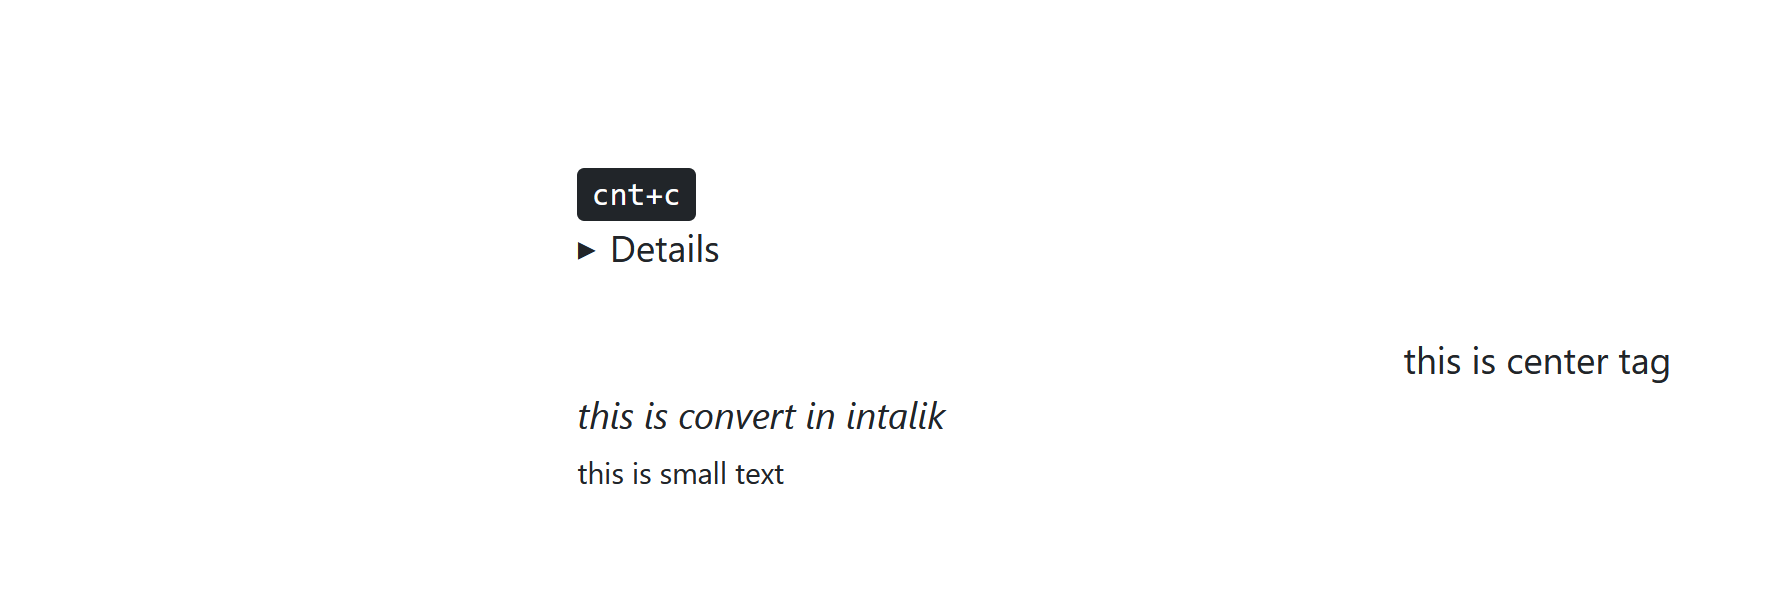 cnt+c
▶ Details
this is center tag
this is convert in intalik
this is small text